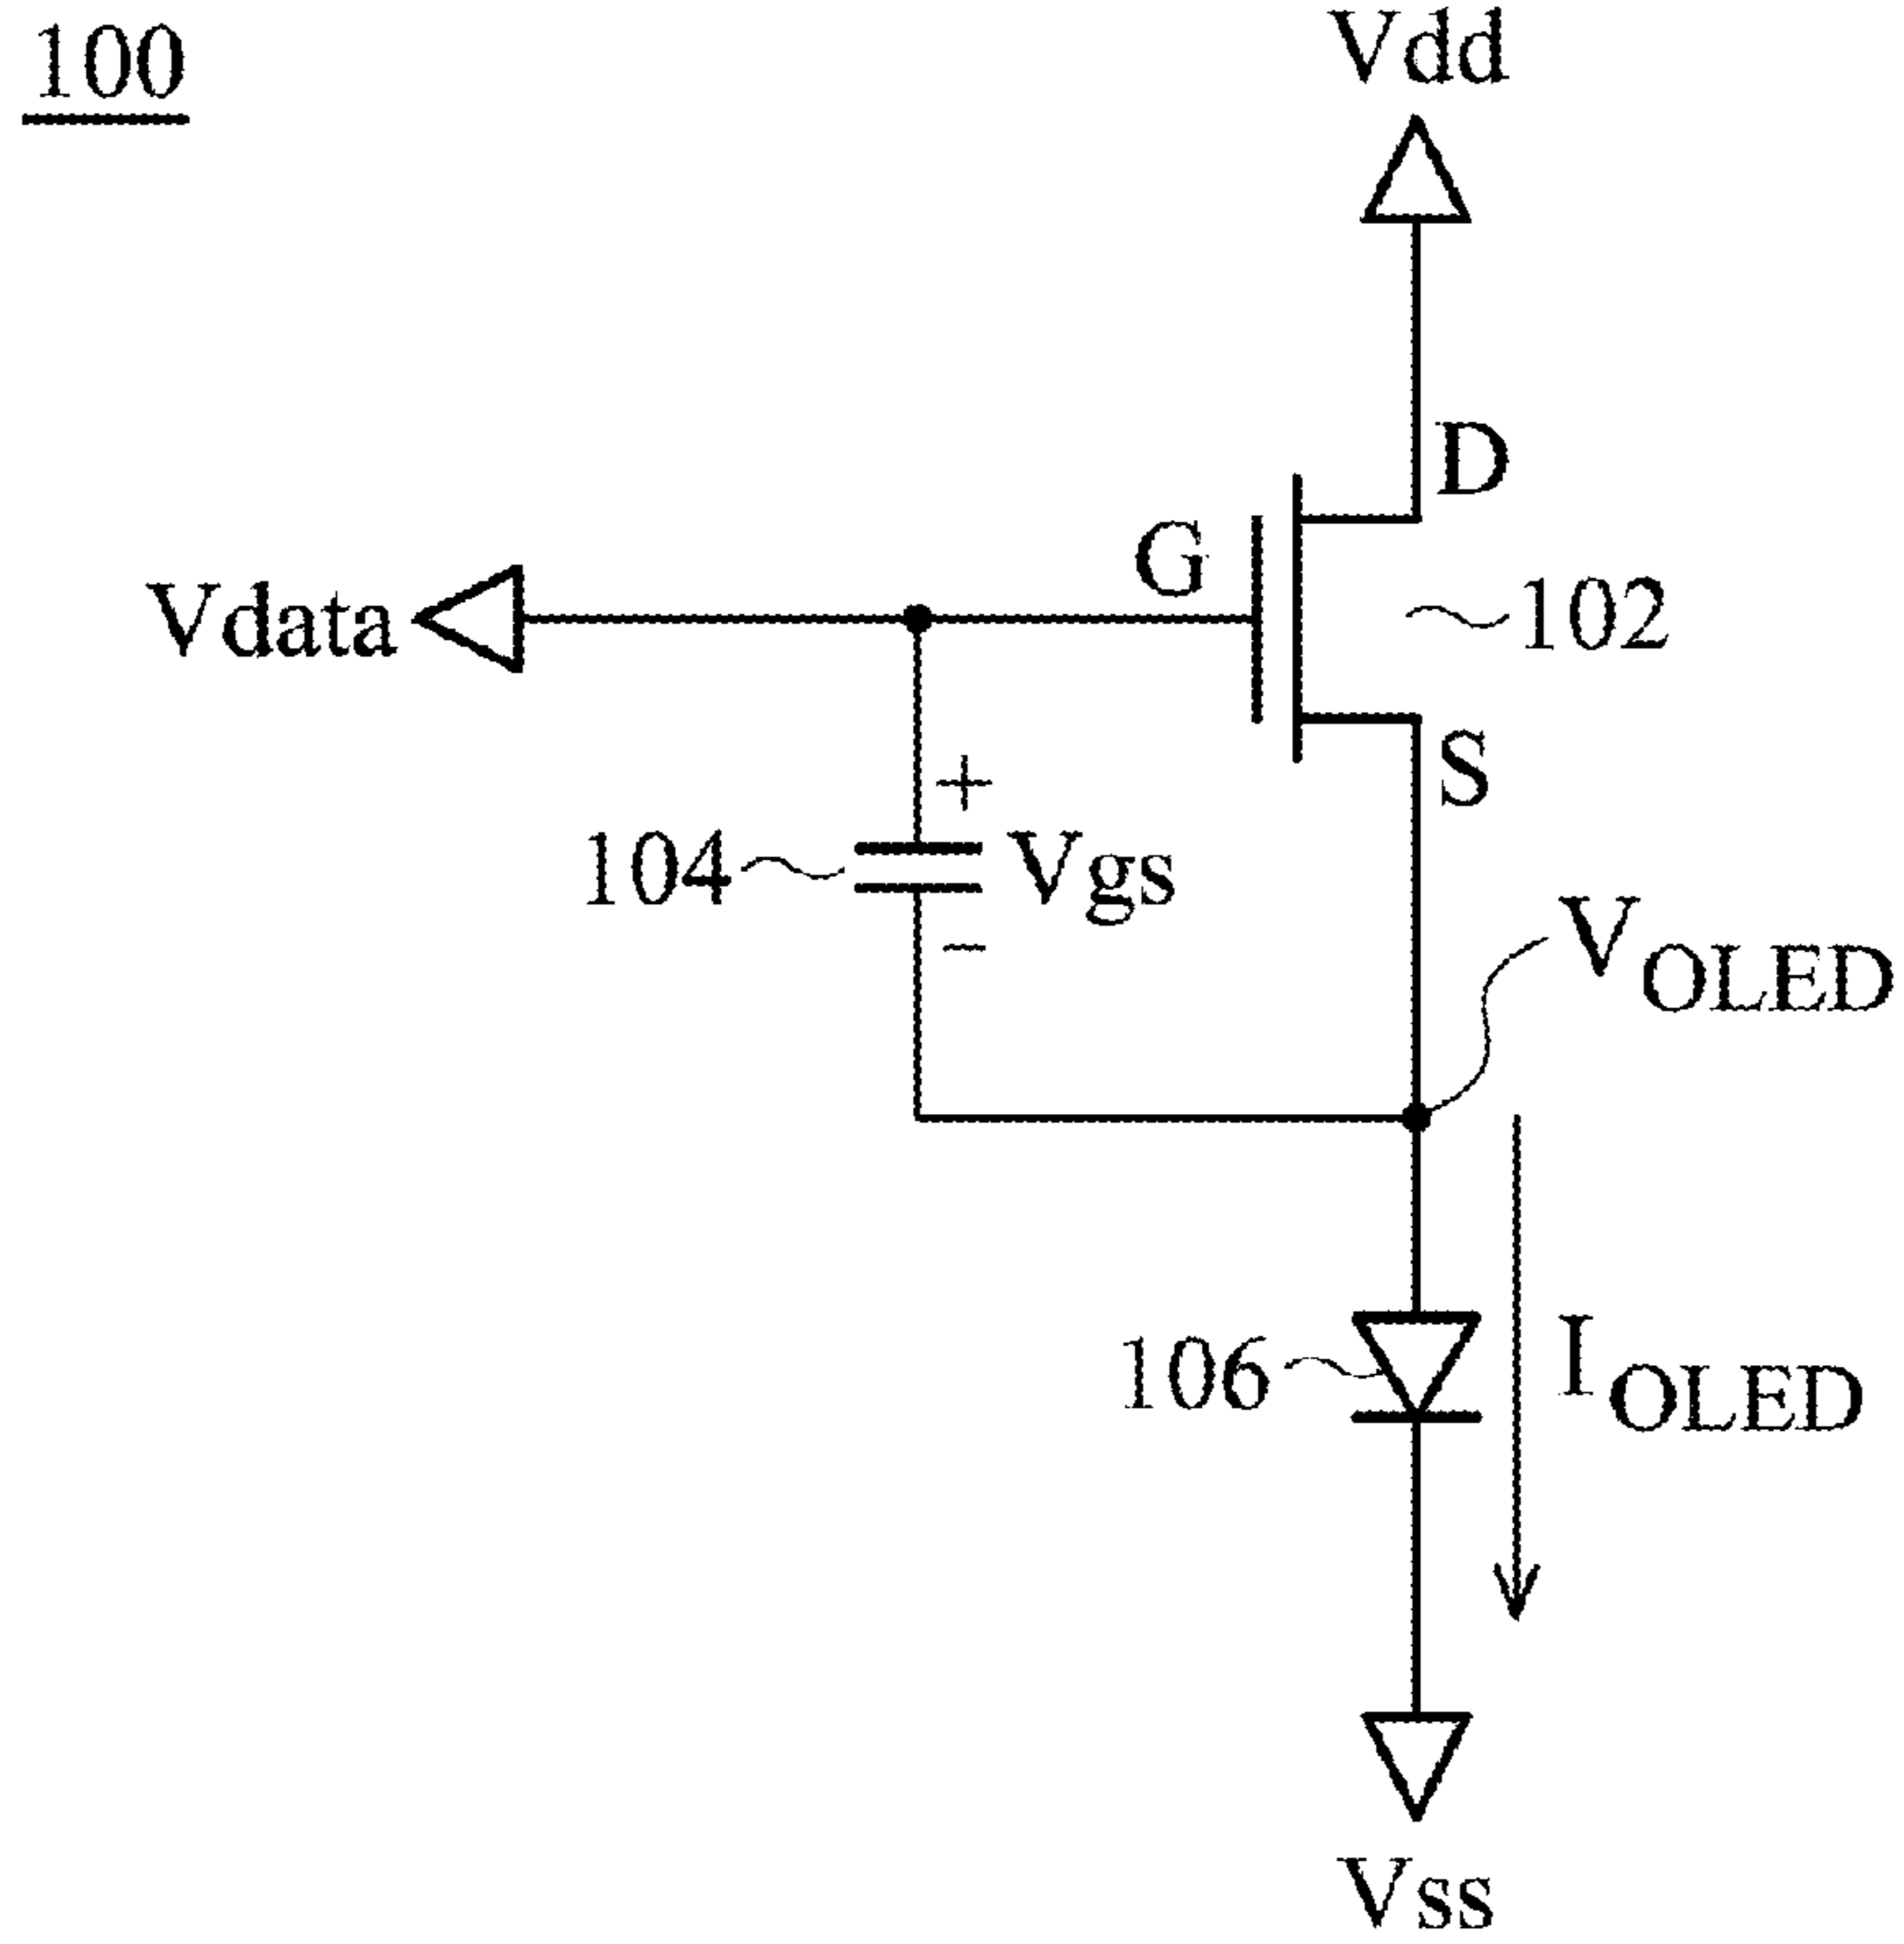 100
Vdd
D
G
Vdata
102
S
+
104
Vgs
−
VOLED
106
IOLED
Vss